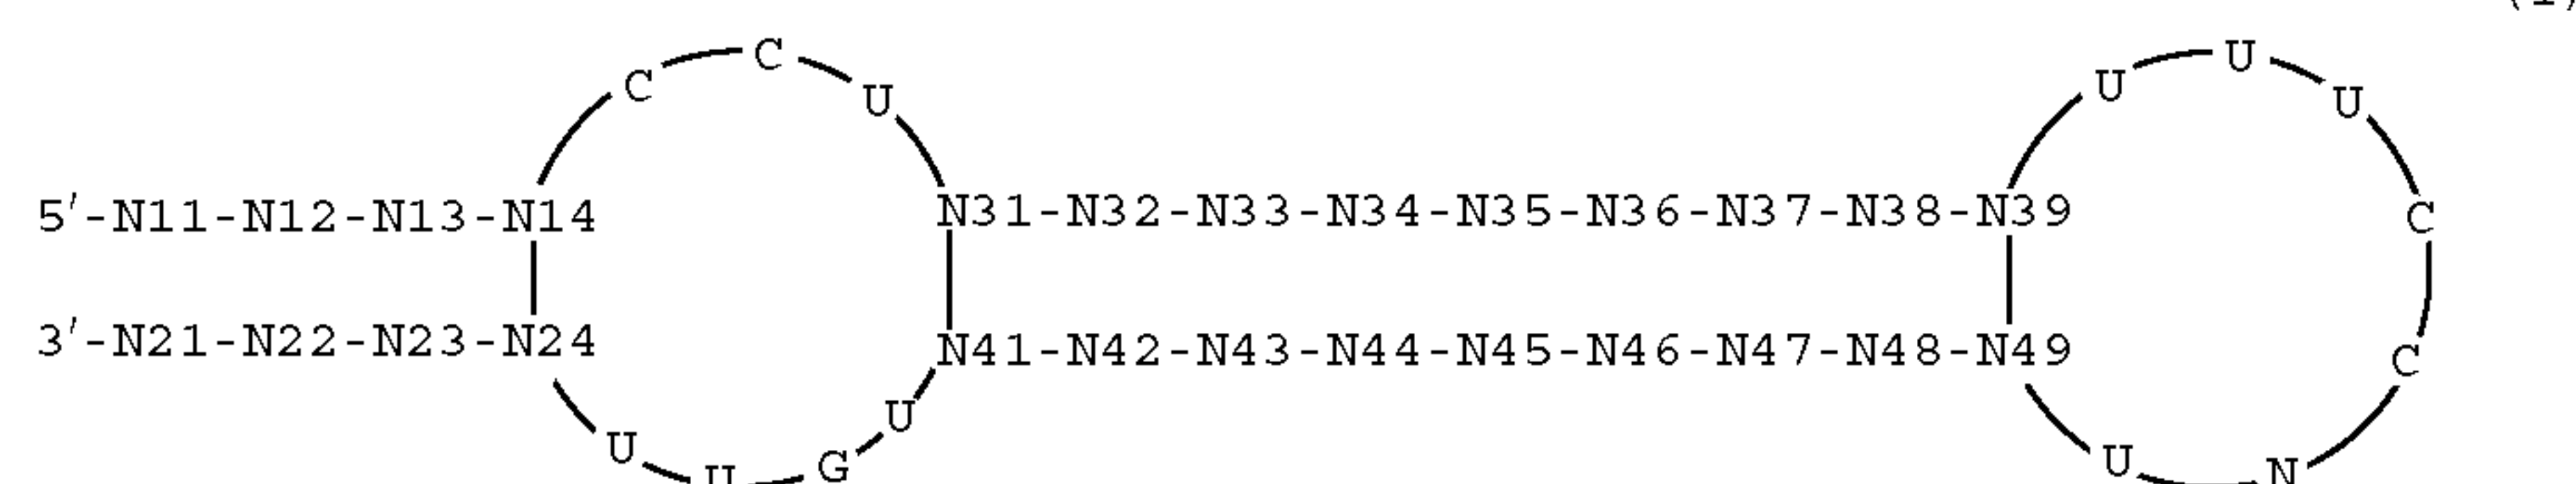 C C U
U U U
5'-N11-N12-N13-N14 N31-N32-N33-N34-N35-N36-N37-N38-N39 C
3'-N21-N22-N23-N24 N41-N42-N43-N44-N45-N46-N47-N48-N49 C
U U G U
U N